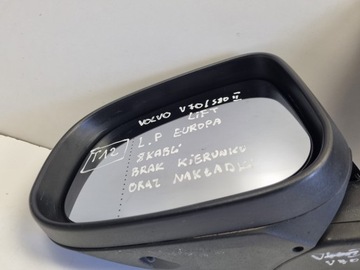 VOLVO V70/S80 II
LIFT
T12
L.P EUROPA
8KABLI
BRAK KIERUNKU
ORAZ NAKŁADKI